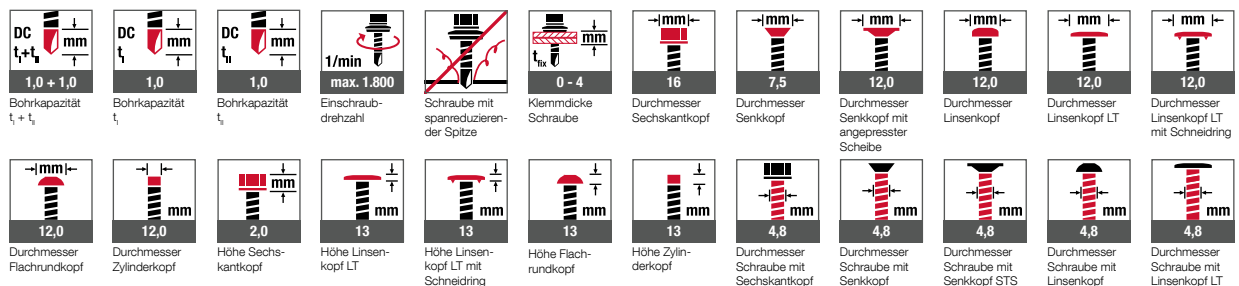 DC
tI+tII
mm
1,0 + 1,0
Bohrkapazität
tI + tII
DC
tI
mm
1,0
Bohrkapazität
tI
DC
tII
mm
1,0
Bohrkapazität
tII
1/min
max. 1.800
Einschraub-
drehzahl
Schraube mit
spanreduzieren-
der Spitze
mm
tfix
0 - 4
Klemmdicke
Schraube
mm
16
Durchmesser
Sechskantkopf
mm
7,5
Durchmesser
Senkkopf
mm
12,0
Durchmesser
Senkkopf mit
angepresster
Scheibe
mm
12,0
Durchmesser
Linsenkopf
mm
12,0
Durchmesser
Linsenkopf LT
mm
12,0
Durchmesser
Linsenkopf LT
mit Schneidring
mm
12,0
Durchmesser
Flachrundkopf
mm
12,0
Durchmesser
Zylinderkopf
mm
2,0
Höhe Sechs-
kantkopf
mm
13
Höhe Linsen-
kopf LT
mm
13
Höhe Linsen-
kopf LT mit
Schneidring
mm
13
Höhe Flach-
rundkopf
mm
13
Höhe Zylin-
derkopf
mm
4,8
Durchmesser
Schraube mit
Sechskantkopf
mm
4,8
Durchmesser
Schraube mit
Senkkopf
mm
4,8
Durchmesser
Schraube mit
Senkkopf STS
mm
4,8
Durchmesser
Schraube mit
Linsenkopf
mm
4,8
Durchmesser
Schraube mit
Linsenkopf LT